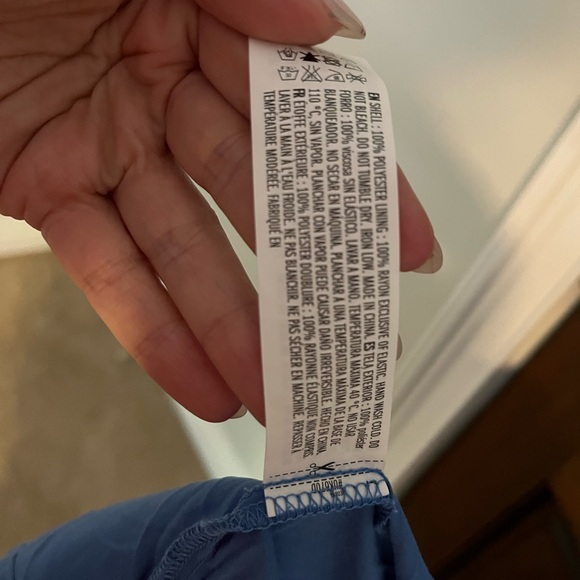 EN SHELL : 100% POLYESTER LINING : 100% RAYON EXCLUSIVE OF ELASTIC. HAND WASH COLD. DO
NOT BLEACH. DO NOT TUMBLE DRY. IRON LOW. MADE IN CHINA. ES TELA EXTERIOR : 100% poliéster
FORRO : 100% viscosa SIN ELÁSTICO. LAVAR A MANO. TEMPERATURA MÁXIMA 40 °C. NO USAR
BLANQUEADOR. NO SECAR EN MÁQUINA. PLANCHAR A UNA TEMPERATURA MÁXIMA DE LA BASE DE
110 °C, SIN VAPOR. PLANCHAR CON VAPOR PUEDE CAUSAR DAÑO IRREVERSIBLE. HECHO EN CHINA.
FR ÉTOFFE EXTÉRIEURE : 100% POLYESTER DOUBLURE : 100% RAYONNE ÉLASTIQUE NON COMPRIS.
LAVER À LA MAIN À L'EAU FROIDE. NE PAS BLANCHIR. NE PAS SÉCHER EN MACHINE. REPASSER À
TEMPÉRATURE MODÉRÉE. FABRIQUÉ EN